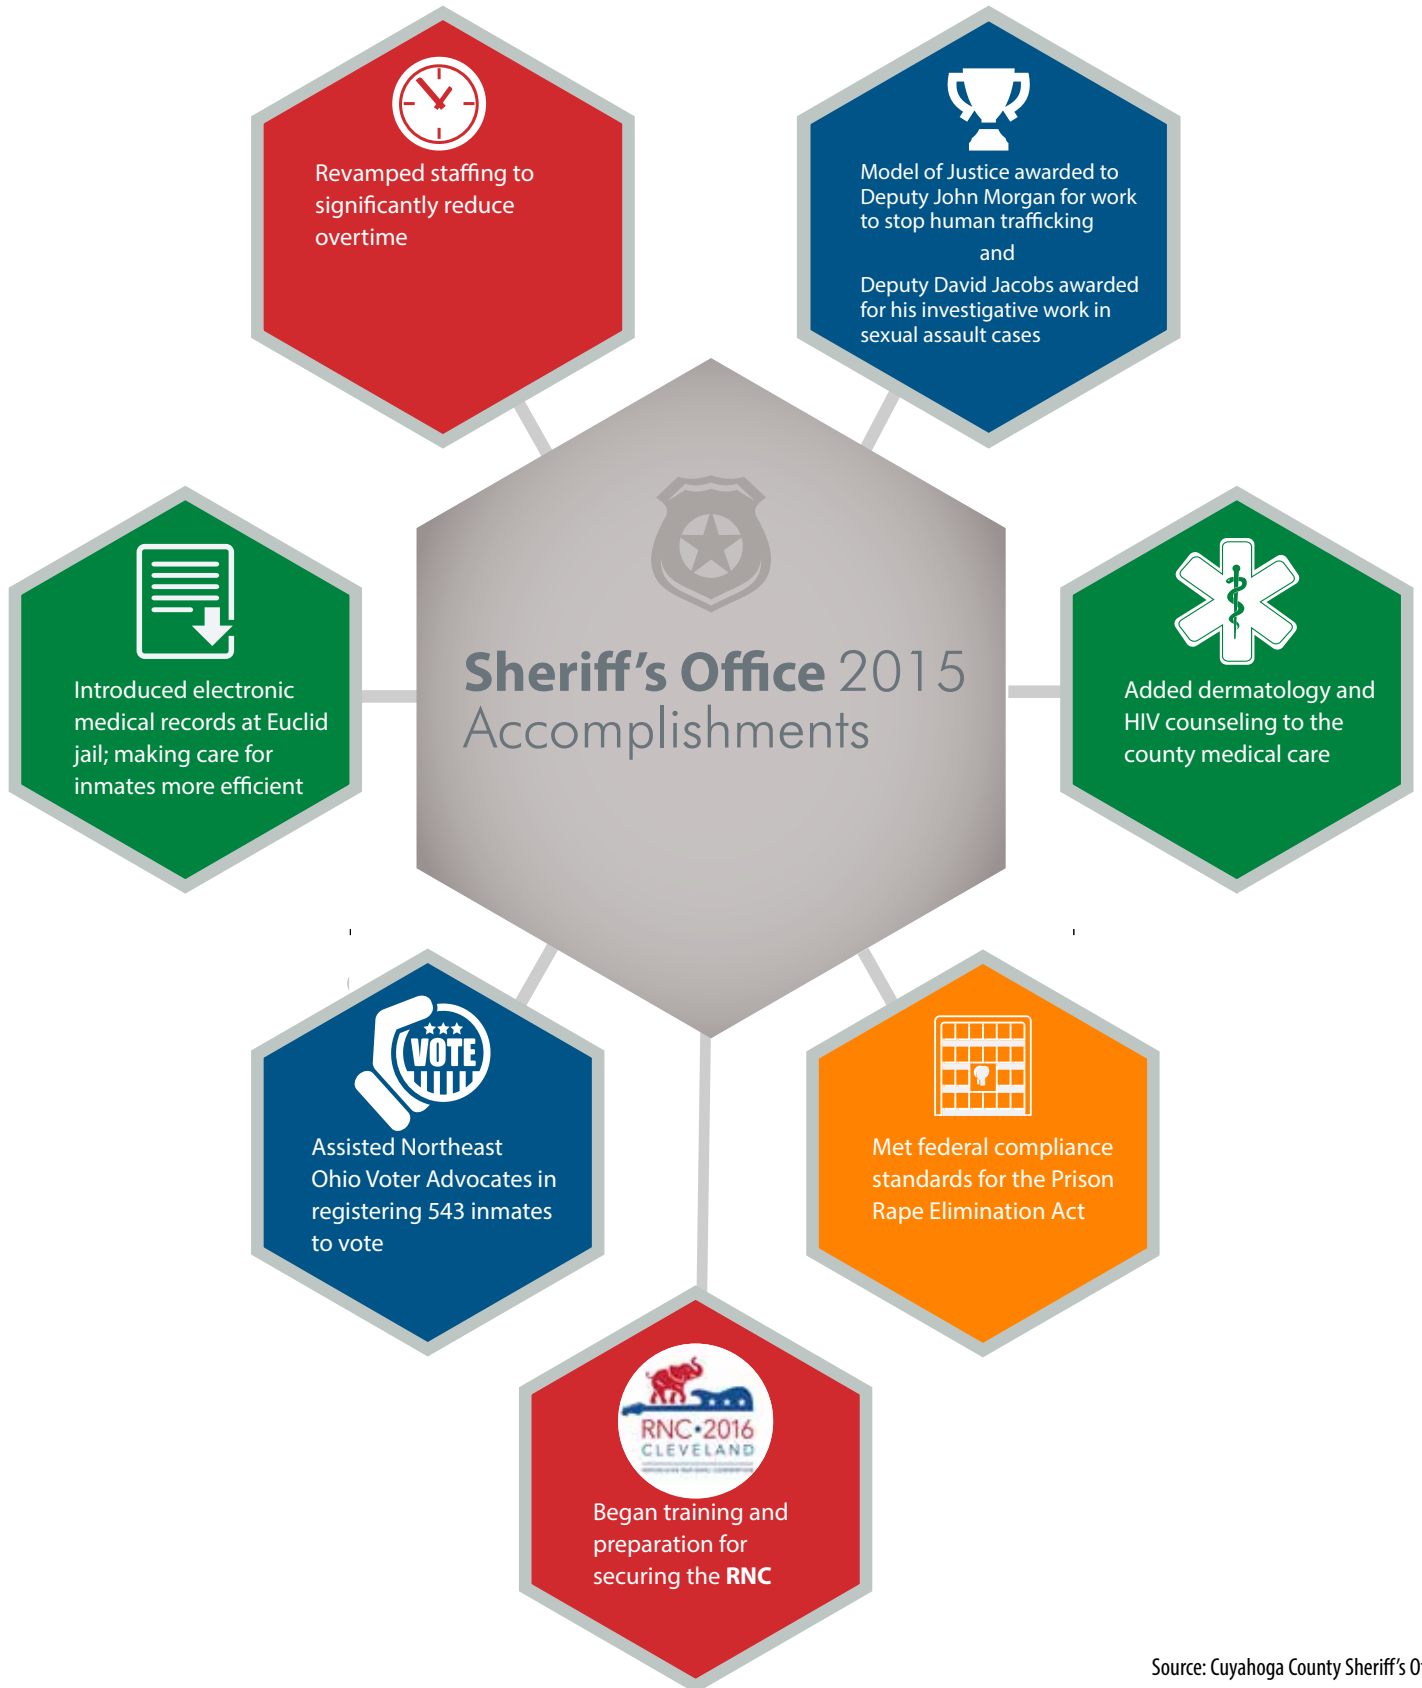 Revamped staffing to
significantly reduce
overtime
Model of Justice awarded to
Deputy John Morgan for work
to stop human trafficking
and
Deputy David Jacobs awarded
for his investigative work in
sexual assault cases
Sheriff's Office 2015
Accomplishments
Introduced electronic
medical records at Euclid
jail; making care for
inmates more efficient
Added dermatology and
HIV counseling to the
county medical care
VOTE
Assisted Northeast
Ohio Voter Advocates in
registering 543 inmates
to vote
Met federal compliance
standards for the Prison
Rape Elimination Act
RNC•2016
CLEVELAND
Began training and
preparation for
securing the RNC
Source: Cuyahoga County Sheriff's